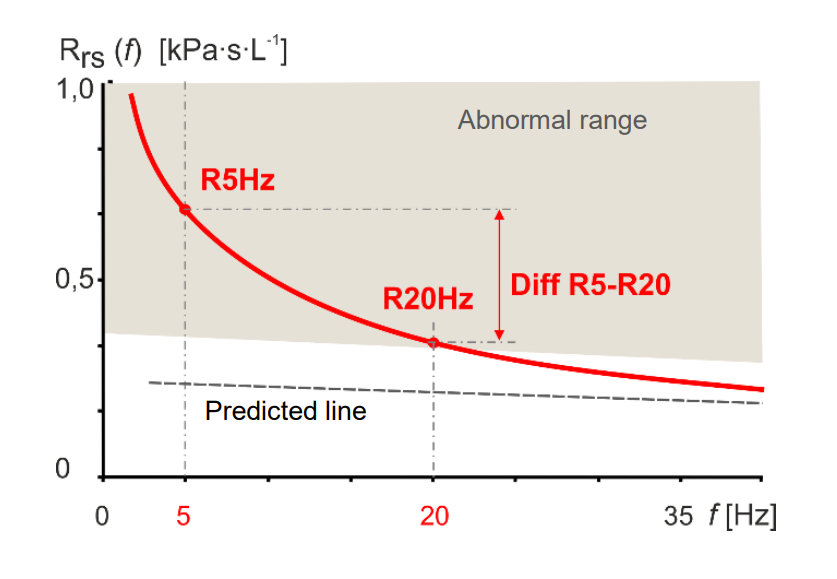 Rrs (f) [kPa·s·L⁻¹]
1,0
Abnormal range
R5Hz
0,5
Diff R5-R20
R20Hz
Predicted line
0
0 5 20 35 f [Hz]